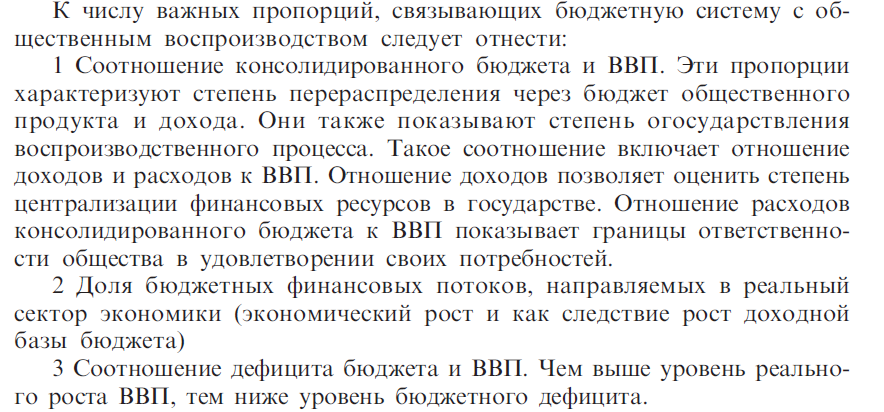 К числу важных пропорций, связывающих бюджетную систему с об-
щественным воспроизводством следует отнести:
1 Соотношение консолидированного бюджета и ВВП. Эти пропорции
характеризуют степень перераспределения через бюджет общественного
продукта и дохода. Они также показывают степень огосударствления
воспроизводственного процесса. Такое соотношение включает отношение
доходов и расходов к ВВП. Отношение доходов позволяет оценить степень
централизации финансовых ресурсов в государстве. Отношение расходов
консолидированного бюджета к ВВП показывает границы ответственно-
сти общества в удовлетворении своих потребностей.
2 Доля бюджетных финансовых потоков, направляемых в реальный
сектор экономики (экономический рост и как следствие рост доходной
базы бюджета)
3 Соотношение дефицита бюджета и ВВП. Чем выше уровень реально-
го роста ВВП, тем ниже уровень бюджетного дефицита.